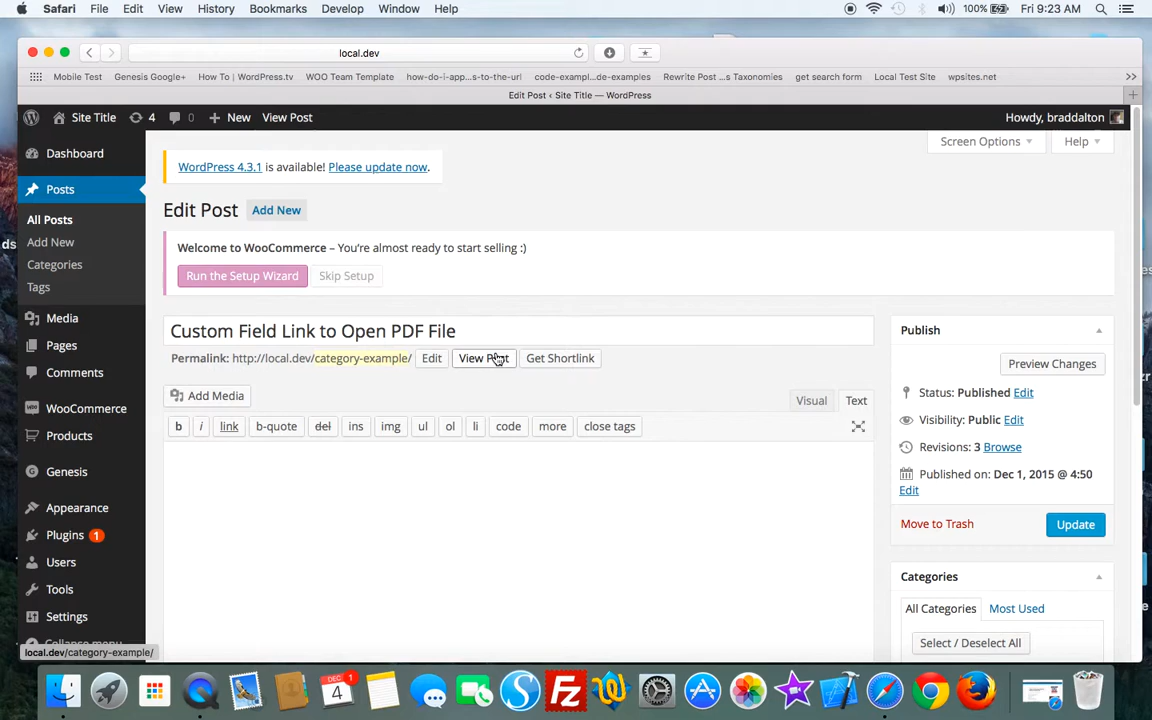 Safari File Edit View History Bookmarks Develop Window Help 100% Fri 9:23 AM
local.dev
Mobile Test Genesis Google+ How To | WordPress.tv WOO Team Template how-do-i-app...s-to-the-url code-exampl...de-examples Rewrite Post ...s Taxonomies get search form Local Test Site wpsites.net
Edit Post ‹ Site Title — WordPress
Site Title 4 0 New View Post Howdy, braddalton
Screen Options Help
Dashboard
Posts
All Posts
Add New
Categories
Tags
Media
Pages
Comments
WooCommerce
Products
Genesis
Appearance
Plugins 1
Users
Tools
Settings
Collapse menu
WordPress 4.3.1 is available! Please update now.
Edit Post Add New
Welcome to WooCommerce – You're almost ready to start selling :)
Run the Setup Wizard Skip Setup
Custom Field Link to Open PDF File
Permalink: http://local.dev/category-example/ Edit View Post Get Shortlink
Add Media Visual Text
b i link b-quote del ins img ul ol li code more close tags
Publish
Preview Changes
Status: Published Edit
Visibility: Public Edit
Revisions: 3 Browse
Published on: Dec 1, 2015 @ 4:50
Edit
Move to Trash Update
Categories
All Categories Most Used
Select / Deselect All
local.dev/category-example/
DEC 1
4